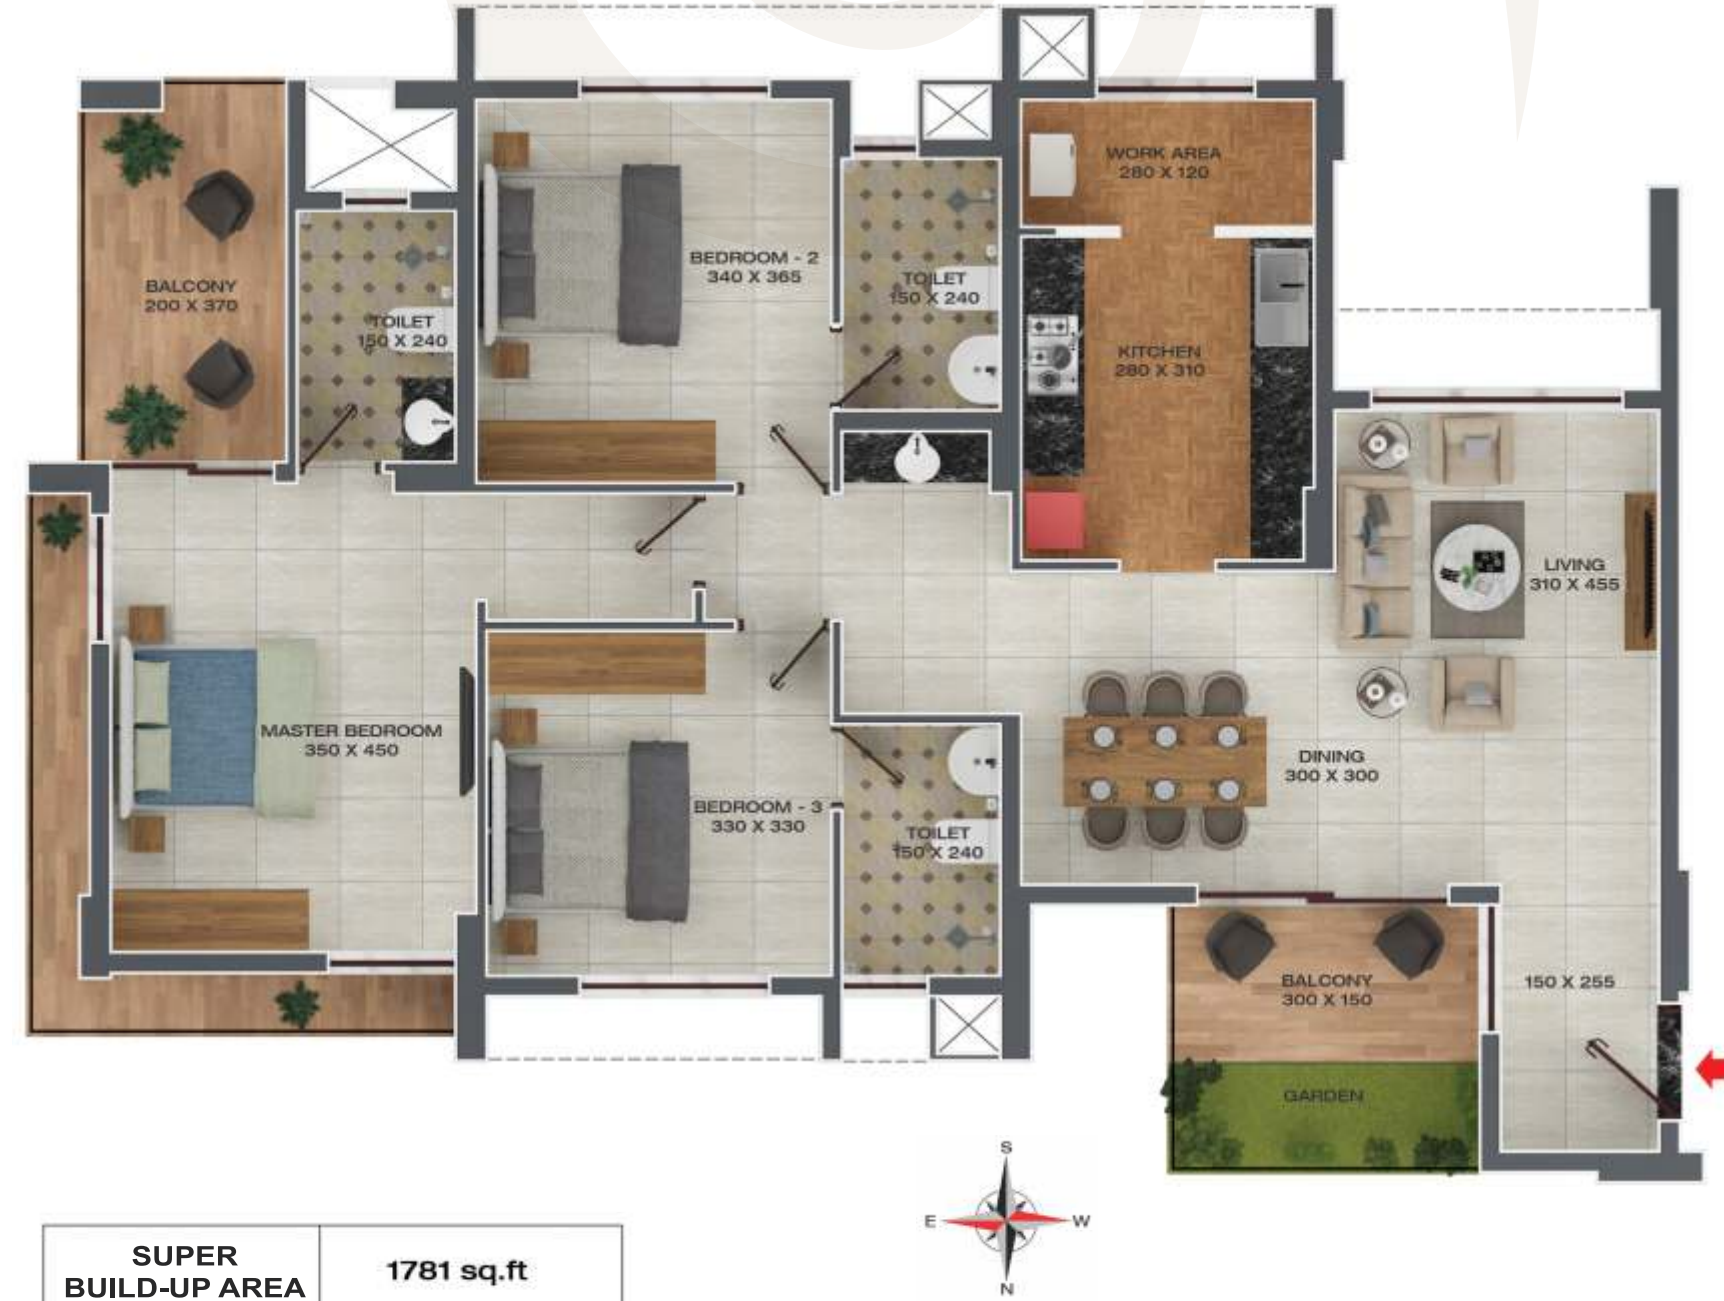 WORK AREA
280 X 120
BEDROOM - 2
340 X 365
BALCONY
200 X 370
TOILET
150 X 240
TOILET
150 X 240
KITCHEN
280 X 310
LIVING
310 X 455
MASTER BEDROOM
350 X 450
DINING
300 X 300
BEDROOM - 3
330 X 330
TOILET
150 X 240
BALCONY
300 X 150
150 X 255
GARDEN
S
E
W
N
SUPER
BUILD-UP AREA
1781 sq.ft